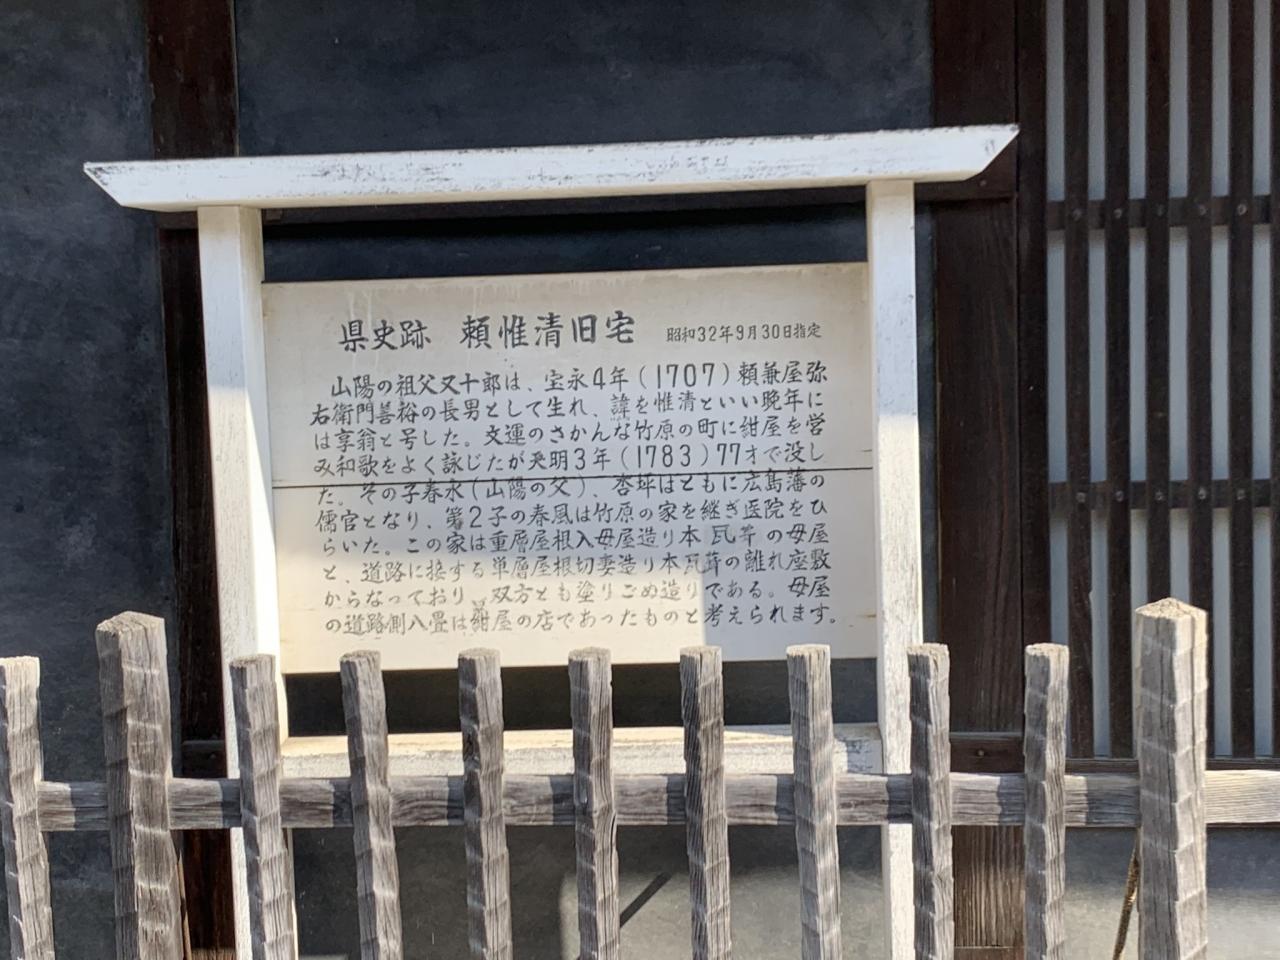 県史跡 頼惟清旧宅 昭和32年9月30日指定
山陽の祖父又十郎は、宝永4年(1707)頼兼屋弥
右衛門善裕の長男として生れ、諱を惟清といい晩年に
は享翁と号した。文運のさかんな竹原の町に紺屋を営
み和歌をよく詠じたが天明3年(1783)77才で没し
た。その子春水(山陽の父)、杏坪はともに広島藩の
儒官となり、第2子の春風は竹原の家を継ぎ医院をひ
らいた。この家は重層屋根入母屋造り本瓦葺の母屋
と、道路に接する単層屋根切妻造り本瓦葺の離れ座敷
からなっており、双方とも塗りごめ造りである。母屋
の道路側八畳は紺屋の店であったものと考えられます。